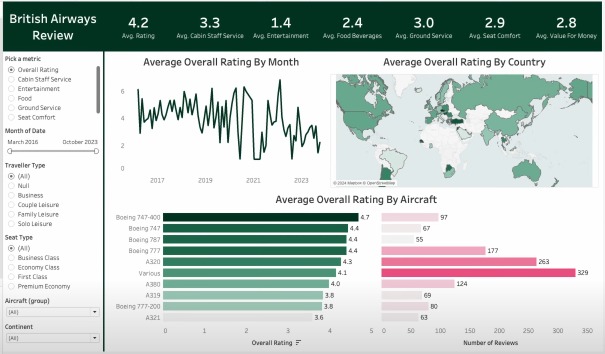 British Airways
Review
4.2
Avg. Rating
3.3
Avg. Cabin Staff Service
1.4
Avg. Entertainment
2.4
Avg. Food Beverages
3.0
Avg. Ground Service
2.9
Avg. Seat Comfort
2.8
Avg. Value For Money
Pick a metric
Overall Rating
Cabin Staff Service
Entertainment
Food
Ground Service
Seat Comfort
Month of Date
March 2016 October 2023
Traveller Type
(All)
Null
Business
Couple Leisure
Family Leisure
Solo Leisure
Seat Type
(All)
Business Class
Economy Class
First Class
Premium Economy
Aircraft (group)
(All)
Continent
(All)
Average Overall Rating By Month
6
4
2
0
2017 2019 2021 2023
Average Overall Rating By Country
© 2024 Mapbox © OpenStreetMap
Average Overall Rating By Aircraft
Boeing 747-400 4.7 97
Boeing 747 4.4 67
Boeing 787 4.4 55
Boeing 777 4.4 177
A320 4.3 263
Various 4.1 329
A380 4.0 124
A319 3.8 69
Boeing 777-200 3.8 80
A321 3.6 63
0 1 2 3 4 5 0 50 100 150 200 250 300 350
Overall Rating Number of Reviews